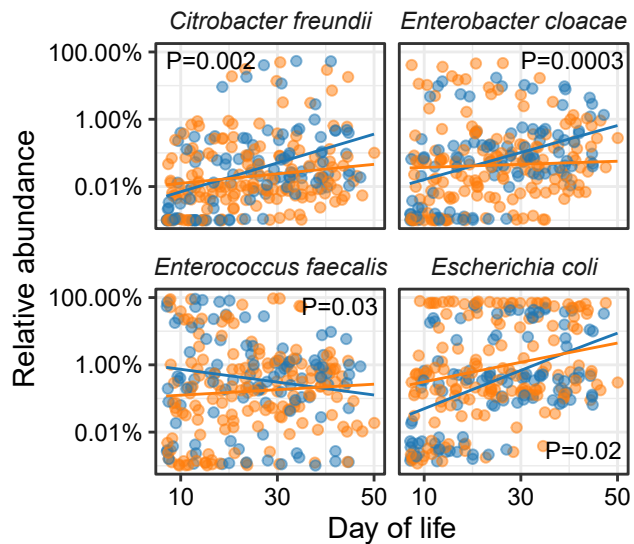 Citrobacter freundii
Enterobacter cloacae
100.00%
1.00%
0.01%
P=0.002
P=0.0003
Relative abundance
Enterococcus faecalis
Escherichia coli
100.00%
1.00%
0.01%
P=0.03
P=0.02
10 30 50
10 30 50
Day of life